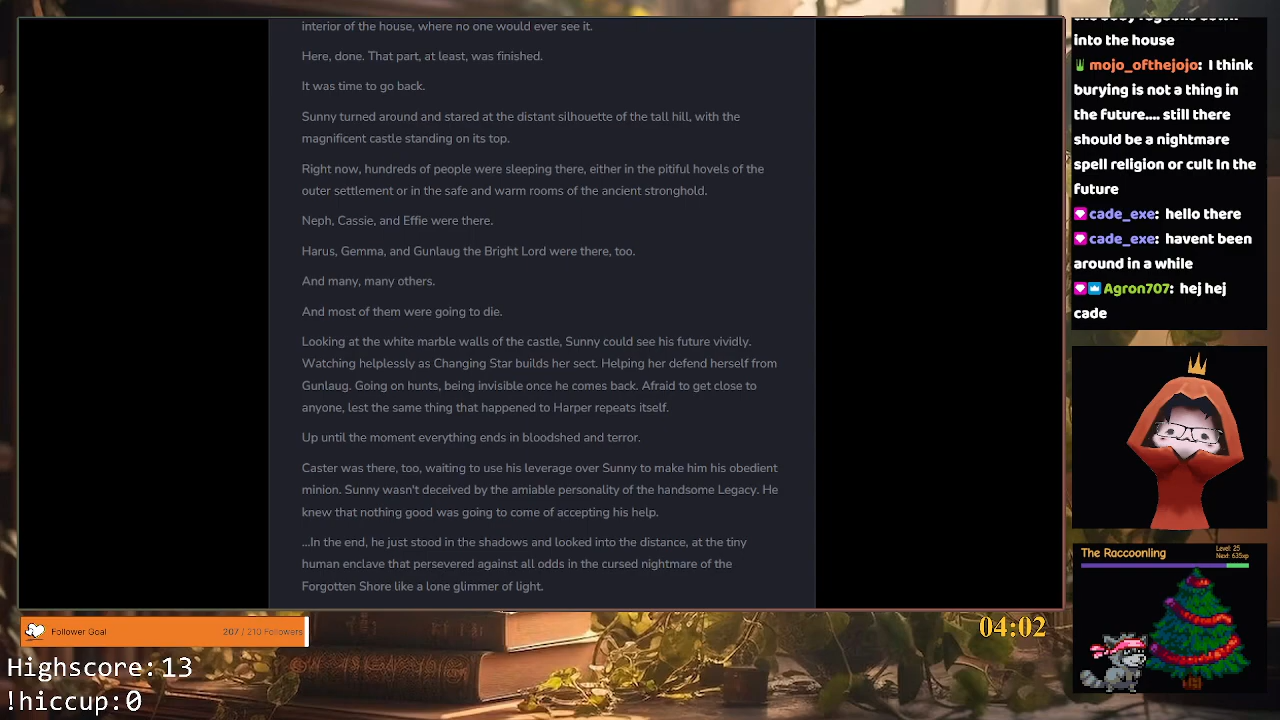 interior of the house, where no one would ever see it.
Here, done. That part, at least, was finished.
It was time to go back.
Sunny turned around and stared at the distant silhouette of the tall hill, with the
magnificent castle standing on its top.
Right now, hundreds of people were sleeping there, either in the pitiful hovels of the
outer settlement or in the safe and warm rooms of the ancient stronghold.
Neph, Cassie, and Effie were there.
Harus, Gemma, and Gunlaug the Bright Lord were there, too.
And many, many others.
And most of them were going to die.
Looking at the white marble walls of the castle, Sunny could see his future vividly.
Watching helplessly as Changing Star builds her sect. Helping her defend herself from
Gunlaug. Going on hunts, being invisible once he comes back. Afraid to get close to
anyone, lest the same thing that happened to Harper repeats itself.
Up until the moment everything ends in bloodshed and terror.
Caster was there, too, waiting to use his leverage over Sunny to make him his obedient
minion. Sunny wasn't deceived by the amiable personality of the handsome Legacy. He
knew that nothing good was going to come of accepting his help.
...In the end, he just stood in the shadows and looked into the distance, at the tiny
human enclave that persevered against all odds in the cursed nightmare of the
Forgotten Shore like a lone glimmer of light.
into the house
mojo_ofthejojo: I think
burying is not a thing in
the future.... still there
should be a nightmare
spell religion or cult In the
future
cade_exe: hello there
cade_exe: havent been
around in a while
Agron707: hej hej
cade
The Raccoonling
Level: 25
Next: 635xp
Follower Goal
207 / 210 Followers
04:02
Highscore:13
!hiccup:0